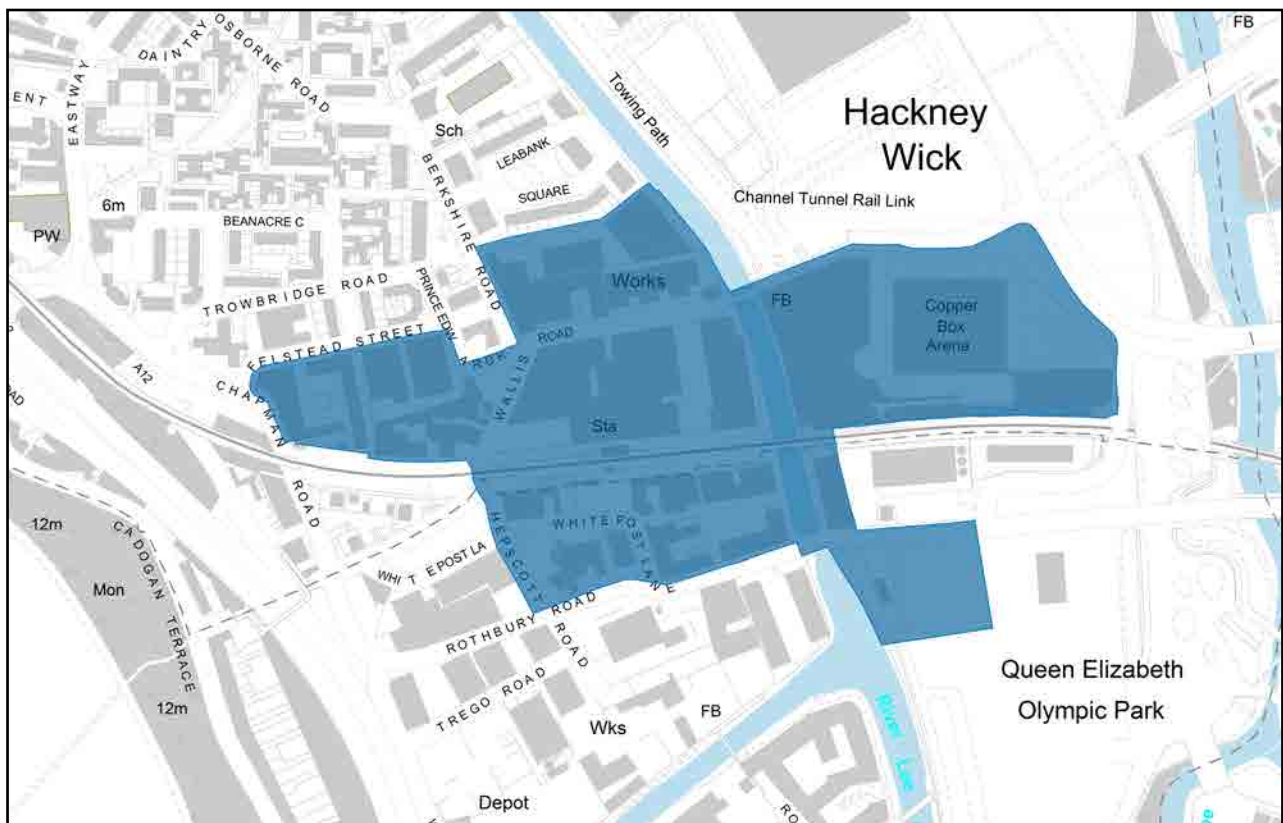 FB
DAINTRY
OSBORNE ROAD
ENT
EASTWAY
Towing Path
Hackney
Wick
Sch
LEABANK
SQUARE
BERKSHIRE ROAD
Channel Tunnel Rail Link
6m
BEANACRE C
PW
TROWBRIDGE ROAD
PRINCE EDW
Works
FB
Copper
Box
Arena
FELSTEAD STREET
ROAD
WALLIS
A12
CHAPMAN
ROAD
Sta
12m
CADOGAN TERRACE
Mon
HEPSCOTT
ROAD
WHITE POST LANE
WHITE POST LA
ROTHBURY ROAD
TREGO ROAD
12m
Queen Elizabeth
Olympic Park
FB
Wks
River Lee
Depot